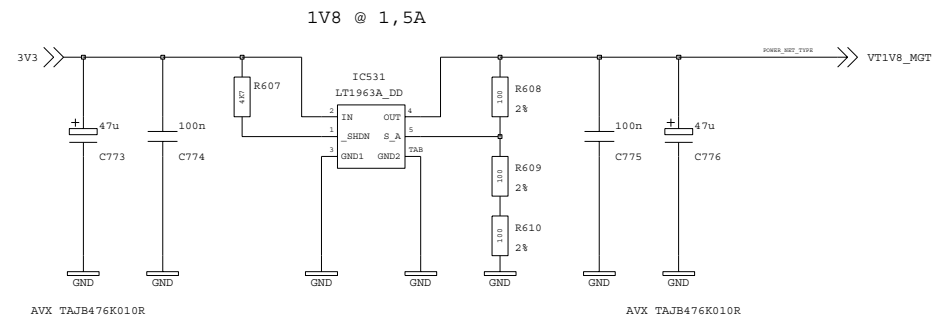 1V8 @ 1,5A
3V3
POWER_NET_TYPE
VT1V8_MGT
4K7
R607
IC531
LT1963A_DD
2 IN OUT 4
1 _SHDN S_A 5
3 GND1 GND2 TAB
100
R608
2%
100
R609
2%
100
R610
2%
+ 47u
C773
100n
C774
100n
C775
+ 47u
C776
GND GND GND GND GND GND GND
AVX TAJB476K010R
AVX TAJB476K010R